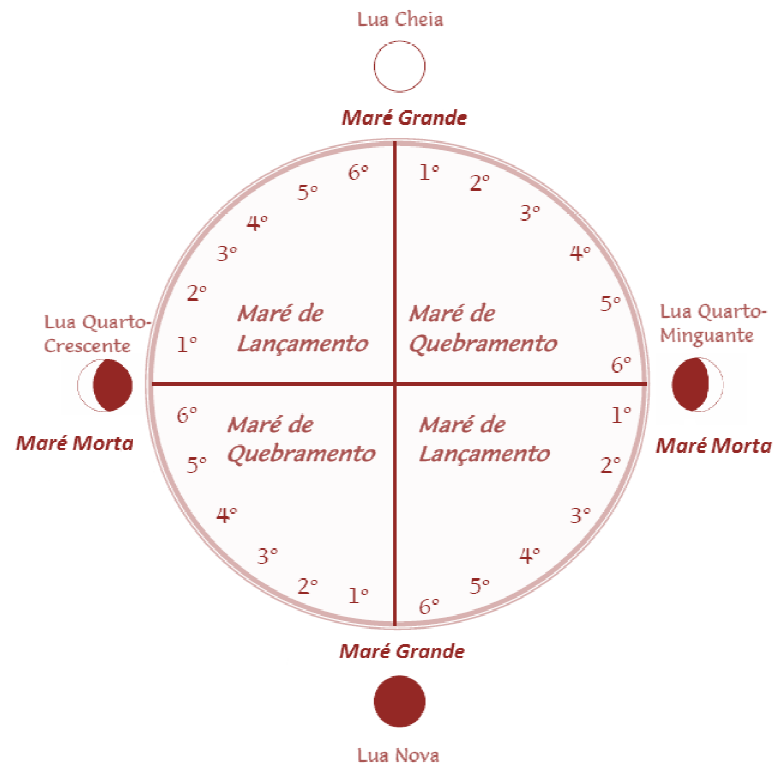 Lua Cheia
Maré Grande
6º 1º
5º 2º
4º 3º
3º 4º
2º 5º
1º 6º
Maré de
Lançamento
Maré de
Quebramento
Lua Quarto-
Crescente
Maré Morta
Lua Quarto-
Minguante
Maré Morta
6º 1º
5º 2º
4º 3º
3º 4º
2º 5º
1º 6º
Maré de
Quebramento
Maré de
Lançamento
Maré Grande
Lua Nova